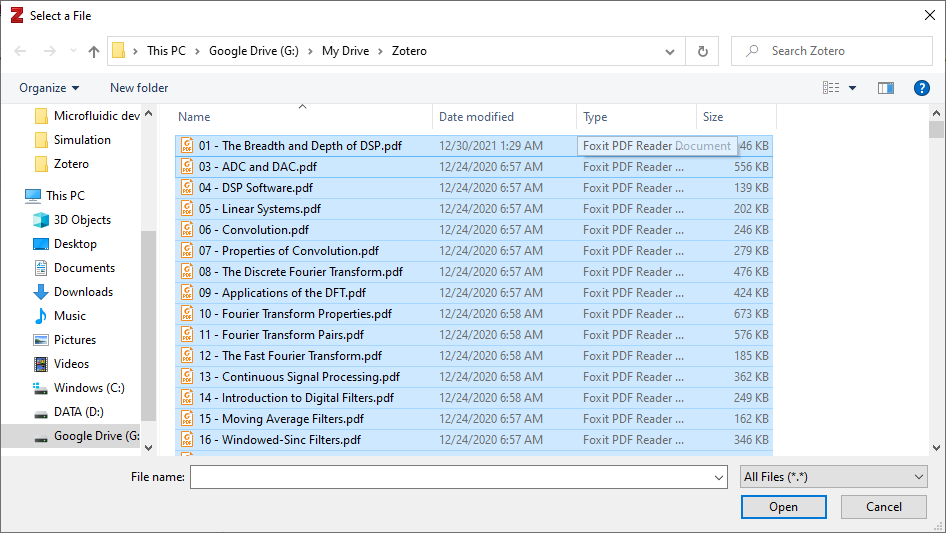 Select a File
This PC > Google Drive (G:) > My Drive > Zotero
Search Zotero
Organize New folder
Microfluidic dev
Simulation
Zotero
This PC
3D Objects
Desktop
Documents
Downloads
Music
Pictures
Videos
Windows (C:)
DATA (D:)
Google Drive (G:
Name Date modified Type Size
01 - The Breadth and Depth of DSP.pdf 12/30/2021 1:29 AM Foxit PDF Reader Document 46 KB
03 - ADC and DAC.pdf 12/24/2020 6:57 AM Foxit PDF Reader ... 556 KB
04 - DSP Software.pdf 12/24/2020 6:57 AM Foxit PDF Reader ... 139 KB
05 - Linear Systems.pdf 12/24/2020 6:57 AM Foxit PDF Reader ... 202 KB
06 - Convolution.pdf 12/24/2020 6:57 AM Foxit PDF Reader ... 246 KB
07 - Properties of Convolution.pdf 12/24/2020 6:57 AM Foxit PDF Reader ... 279 KB
08 - The Discrete Fourier Transform.pdf 12/24/2020 6:57 AM Foxit PDF Reader ... 476 KB
09 - Applications of the DFT.pdf 12/24/2020 6:57 AM Foxit PDF Reader ... 424 KB
10 - Fourier Transform Properties.pdf 12/24/2020 6:58 AM Foxit PDF Reader ... 673 KB
11 - Fourier Transform Pairs.pdf 12/24/2020 6:58 AM Foxit PDF Reader ... 576 KB
12 - The Fast Fourier Transform.pdf 12/24/2020 6:58 AM Foxit PDF Reader ... 185 KB
13 - Continuous Signal Processing.pdf 12/24/2020 6:58 AM Foxit PDF Reader ... 362 KB
14 - Introduction to Digital Filters.pdf 12/24/2020 6:58 AM Foxit PDF Reader ... 249 KB
15 - Moving Average Filters.pdf 12/24/2020 6:57 AM Foxit PDF Reader ... 162 KB
16 - Windowed-Sinc Filters.pdf 12/24/2020 6:57 AM Foxit PDF Reader ... 346 KB
File name: All Files (*.*)
Open Cancel